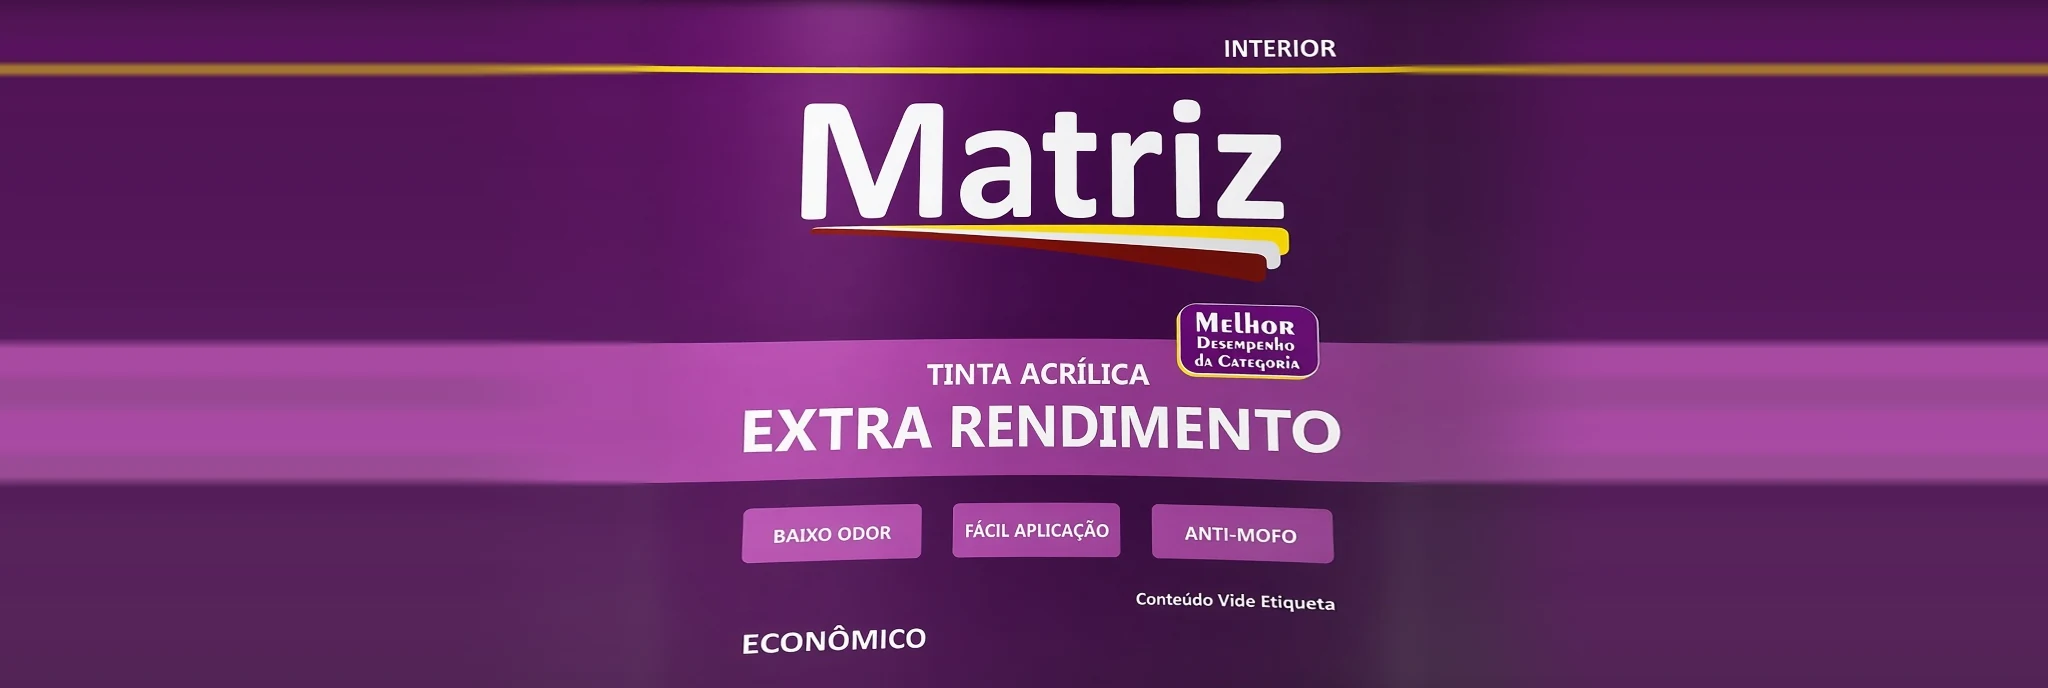 INTERIOR
Matriz
Melhor
Desempenho
da Categoria
TINTA ACRÍLICA
EXTRA RENDIMENTO
BAIXO ODOR
FÁCIL APLICAÇÃO
ANTI-MOFO
Conteúdo Vide Etiqueta
ECONÔMICO